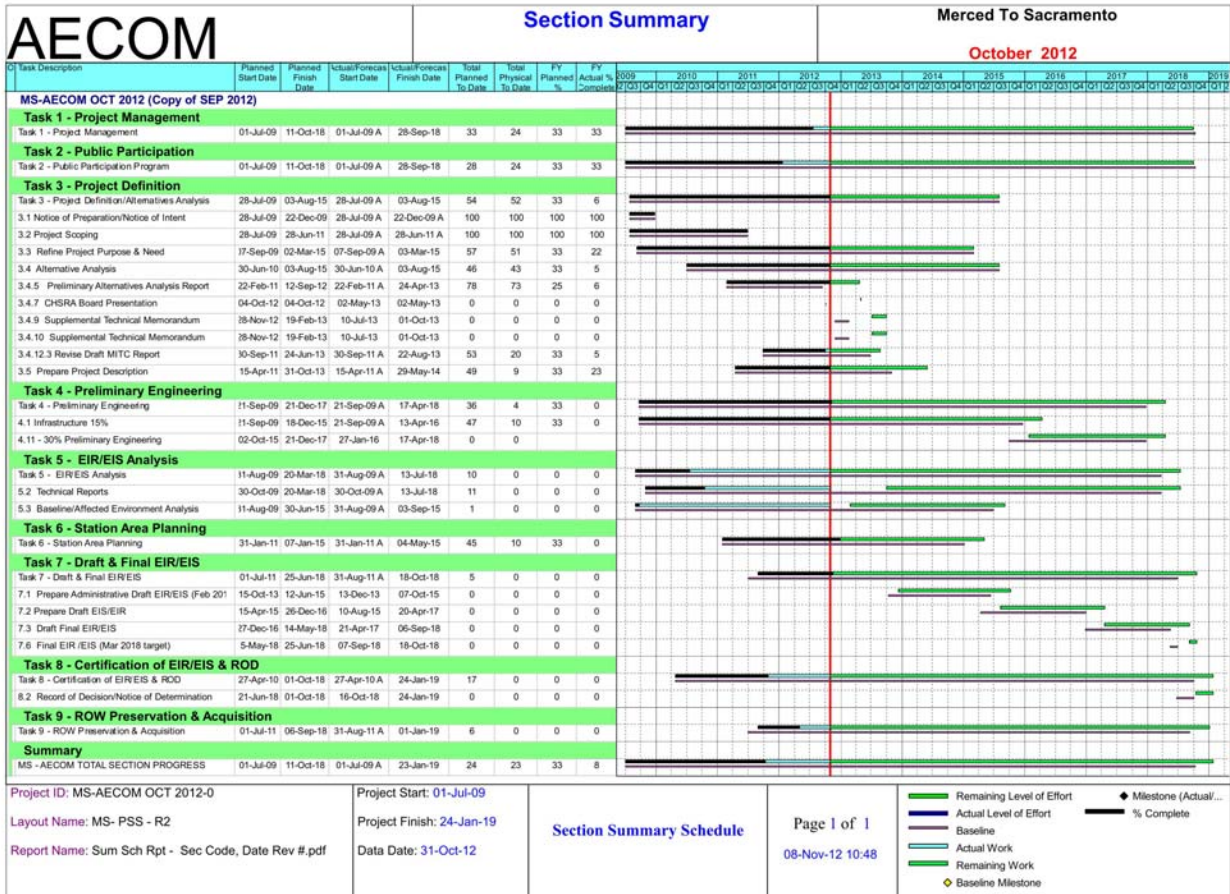 AECOM
Section Summary
Merced To Sacramento
October 2012
Task Description Planned Start Date Planned Finish Date Actual/Forecas Start Date Actual/Forecas Finish Date Total Planned To Date Total Physical To Date FY Planned % FY Actual % Complete
2009 2010 2011 2012 2013 2014 2015 2016 2017 2018 2019
MS-AECOM OCT 2012 (Copy of SEP 2012)
Task 1 - Project Management
Task 1 - Project Management 01-Jul-09 11-Oct-18 01-Jul-09 A 28-Sep-18 33 24 33 33
Task 2 - Public Participation
Task 2 - Public Participation Program 01-Jul-09 11-Oct-18 01-Jul-09 A 28-Sep-18 28 24 33 33
Task 3 - Project Definition
Task 3 - Project Definition/Alternatives Analysis 28-Jul-09 03-Aug-15 28-Jul-09 A 03-Aug-15 54 52 33 6
3.1 Notice of Preparation/Notice of Intent 28-Jul-09 22-Dec-09 28-Jul-09 A 22-Dec-09 A 100 100 100 100
3.2 Project Scoping 28-Jul-09 28-Jun-11 28-Jul-09 A 28-Jun-11 A 100 100 100 100
3.3 Refine Project Purpose & Need 07-Sep-09 02-Mar-15 07-Sep-09 A 03-Mar-15 57 51 33 22
3.4 Alternative Analysis 30-Jun-10 03-Aug-15 30-Jun-10 A 03-Aug-15 46 43 33 5
3.4.5 Preliminary Alternatives Analysis Report 22-Feb-11 12-Sep-12 22-Feb-11 A 24-Apr-13 78 73 25 6
3.4.7 CHSRA Board Presentation 04-Oct-12 04-Oct-12 02-May-13 02-May-13 0 0 0 0
3.4.9 Supplemental Technical Memorandum 28-Nov-12 19-Feb-13 10-Jul-13 01-Oct-13 0 0 0 0
3.4.10 Supplemental Technical Memorandum 28-Nov-12 19-Feb-13 10-Jul-13 01-Oct-13 0 0 0 0
3.4.12.3 Revise Draft MITC Report 30-Sep-11 24-Jun-13 30-Sep-11 A 22-Aug-13 53 20 33 5
3.5 Prepare Project Description 15-Apr-11 31-Oct-13 15-Apr-11 A 29-May-14 49 9 33 23
Task 4 - Preliminary Engineering
Task 4 - Preliminary Engineering 21-Sep-09 21-Dec-17 21-Sep-09 A 17-Apr-18 36 4 33 0
4.1 Infrastructure 15% 21-Sep-09 18-Dec-15 21-Sep-09 A 13-Apr-16 47 10 33 0
4.11 - 30% Preliminary Engineering 02-Oct-15 21-Dec-17 27-Jan-16 17-Apr-18 0 0
Task 5 - EIR/EIS Analysis
Task 5 - EIR/EIS Analysis 31-Aug-09 20-Mar-18 31-Aug-09 A 13-Jul-18 10 0 0 0
5.2 Technical Reports 30-Oct-09 20-Mar-18 30-Oct-09 A 13-Jul-18 11 0 0 0
5.3 Baseline/Affected Environment Analysis 31-Aug-09 30-Jun-15 31-Aug-09 A 03-Sep-15 1 0 0 0
Task 6 - Station Area Planning
Task 6 - Station Area Planning 31-Jan-11 07-Jan-15 31-Jan-11 A 04-May-15 45 10 33 0
Task 7 - Draft & Final EIR/EIS
Task 7 - Draft & Final EIR/EIS 01-Jul-11 25-Jun-18 31-Aug-11 A 18-Oct-18 5 0 0 0
7.1 Prepare Administrative Draft EIR/EIS (Feb 201 15-Oct-13 12-Jun-15 13-Dec-13 07-Oct-15 0 0 0 0
7.2 Prepare Draft EIS/EIR 15-Apr-15 26-Dec-16 10-Aug-15 20-Apr-17 0 0 0 0
7.3 Draft Final EIR/EIS 27-Dec-16 14-May-18 21-Apr-17 06-Sep-18 0 0 0 0
7.6 Final EIR /EIS (Mar 2018 target) 5-May-18 25-Jun-18 07-Sep-18 18-Oct-18 0 0 0 0
Task 8 - Certification of EIR/EIS & ROD
Task 8 - Certification of EIR/EIS & ROD 27-Apr-10 01-Oct-18 27-Apr-10 A 24-Jan-19 17 0 0 0
8.2 Record of Decision/Notice of Determination 21-Jun-18 01-Oct-18 16-Oct-18 24-Jan-19 0 0 0 0
Task 9 - ROW Preservation & Acquisition
Task 9 - ROW Preservation & Acquisition 01-Jul-11 06-Sep-18 31-Aug-11 A 01-Jan-19 6 0 0 0
Summary
MS - AECOM TOTAL SECTION PROGRESS 01-Jul-09 11-Oct-18 01-Jul-09 A 23-Jan-19 24 23 33 8
Project ID: MS-AECOM OCT 2012-0
Layout Name: MS- PSS - R2
Report Name: Sum Sch Rpt - Sec Code, Date Rev #.pdf
Project Start: 01-Jul-09
Project Finish: 24-Jan-19
Data Date: 31-Oct-12
Section Summary Schedule
Page 1 of 1
08-Nov-12 10:48
Remaining Level of Effort
Actual Level of Effort
Baseline
Actual Work
Remaining Work
Baseline Milestone
Milestone (Actual/...
% Complete